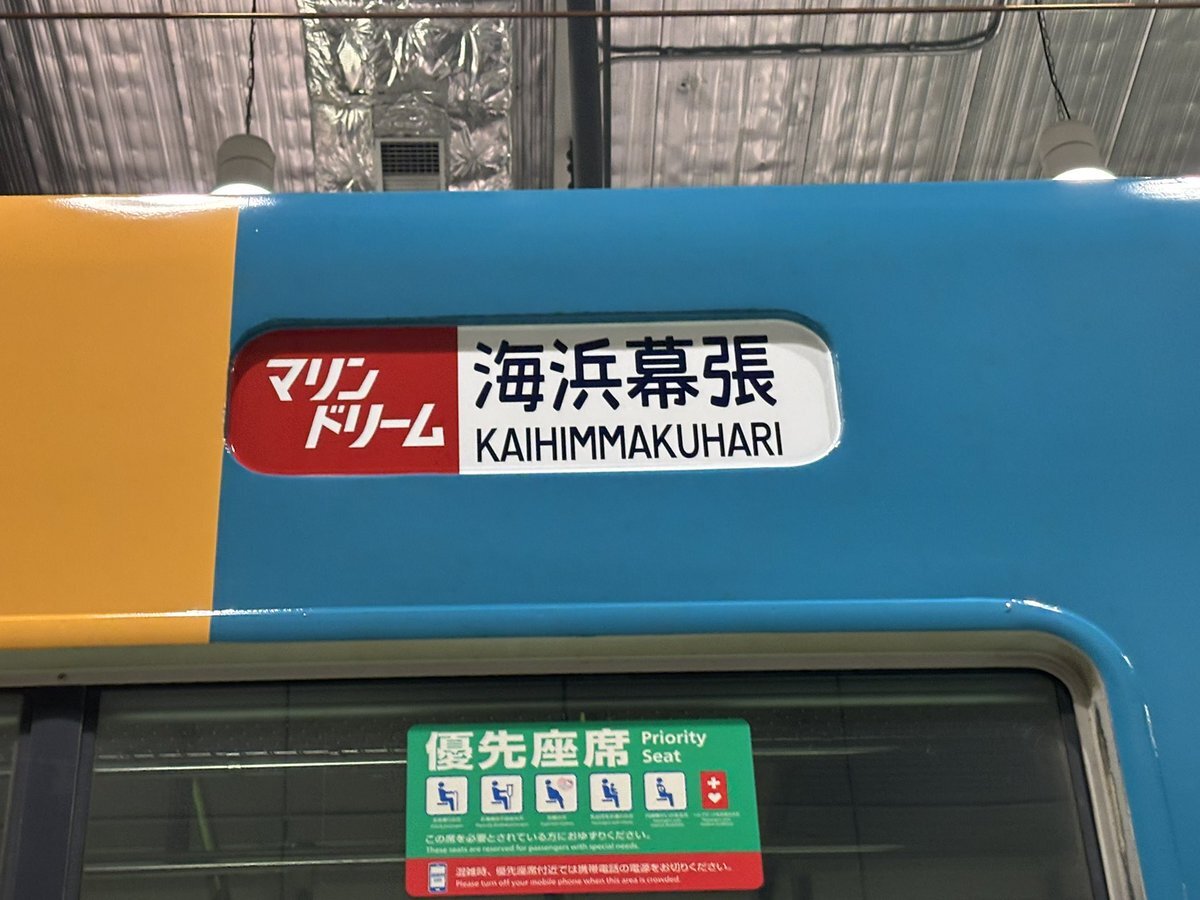 マリン
ドリーム
海浜幕張
KAIHIMMAKUHARI
優先座席
Priority
Seat
この席を必要とされている方におゆずりください。
These seats are reserved for passengers with special needs.
混雑時、優先座席付近では携帯電話の電源をお切りください。
Please turn off your mobile phone when this area is crowded.